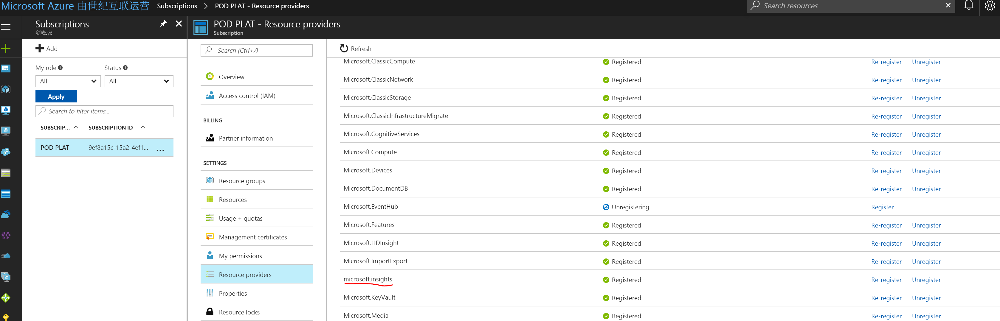 Microsoft Azure 由世纪互联运营 Subscriptions > POD PLAT - Resource providers Search resources
Subscriptions
剑峰.张
POD PLAT - Resource providers
Subscription
Add
My role Status
All All
Apply
Search to filter items...
SUBSCRIP... SUBSCRIPTION ID
POD PLAT 9ef8a15c-15a2-4ef1... ...
Search (Ctrl+/)
Overview
Access control (IAM)
BILLING
Partner information
SETTINGS
Resource groups
Resources
Usage + quotas
Management certificates
My permissions
Resource providers
Properties
Resource locks
Refresh
Microsoft.ClassicCompute Registered Re-register Unregister
Microsoft.ClassicNetwork Registered Re-register Unregister
Microsoft.ClassicStorage Registered Re-register Unregister
Microsoft.ClassicInfrastructureMigrate Registered Re-register Unregister
Microsoft.CognitiveServices Registered Re-register Unregister
Microsoft.Compute Registered Re-register Unregister
Microsoft.Devices Registered Re-register Unregister
Microsoft.DocumentDB Registered Re-register Unregister
Microsoft.EventHub Unregistering Register
Microsoft.Features Registered Re-register Unregister
Microsoft.HDInsight Registered Re-register Unregister
Microsoft.ImportExport Registered Re-register Unregister
microsoft.insights Registered Re-register Unregister
Microsoft.KeyVault Registered Re-register Unregister
Microsoft.Media Registered Re-register Unregister